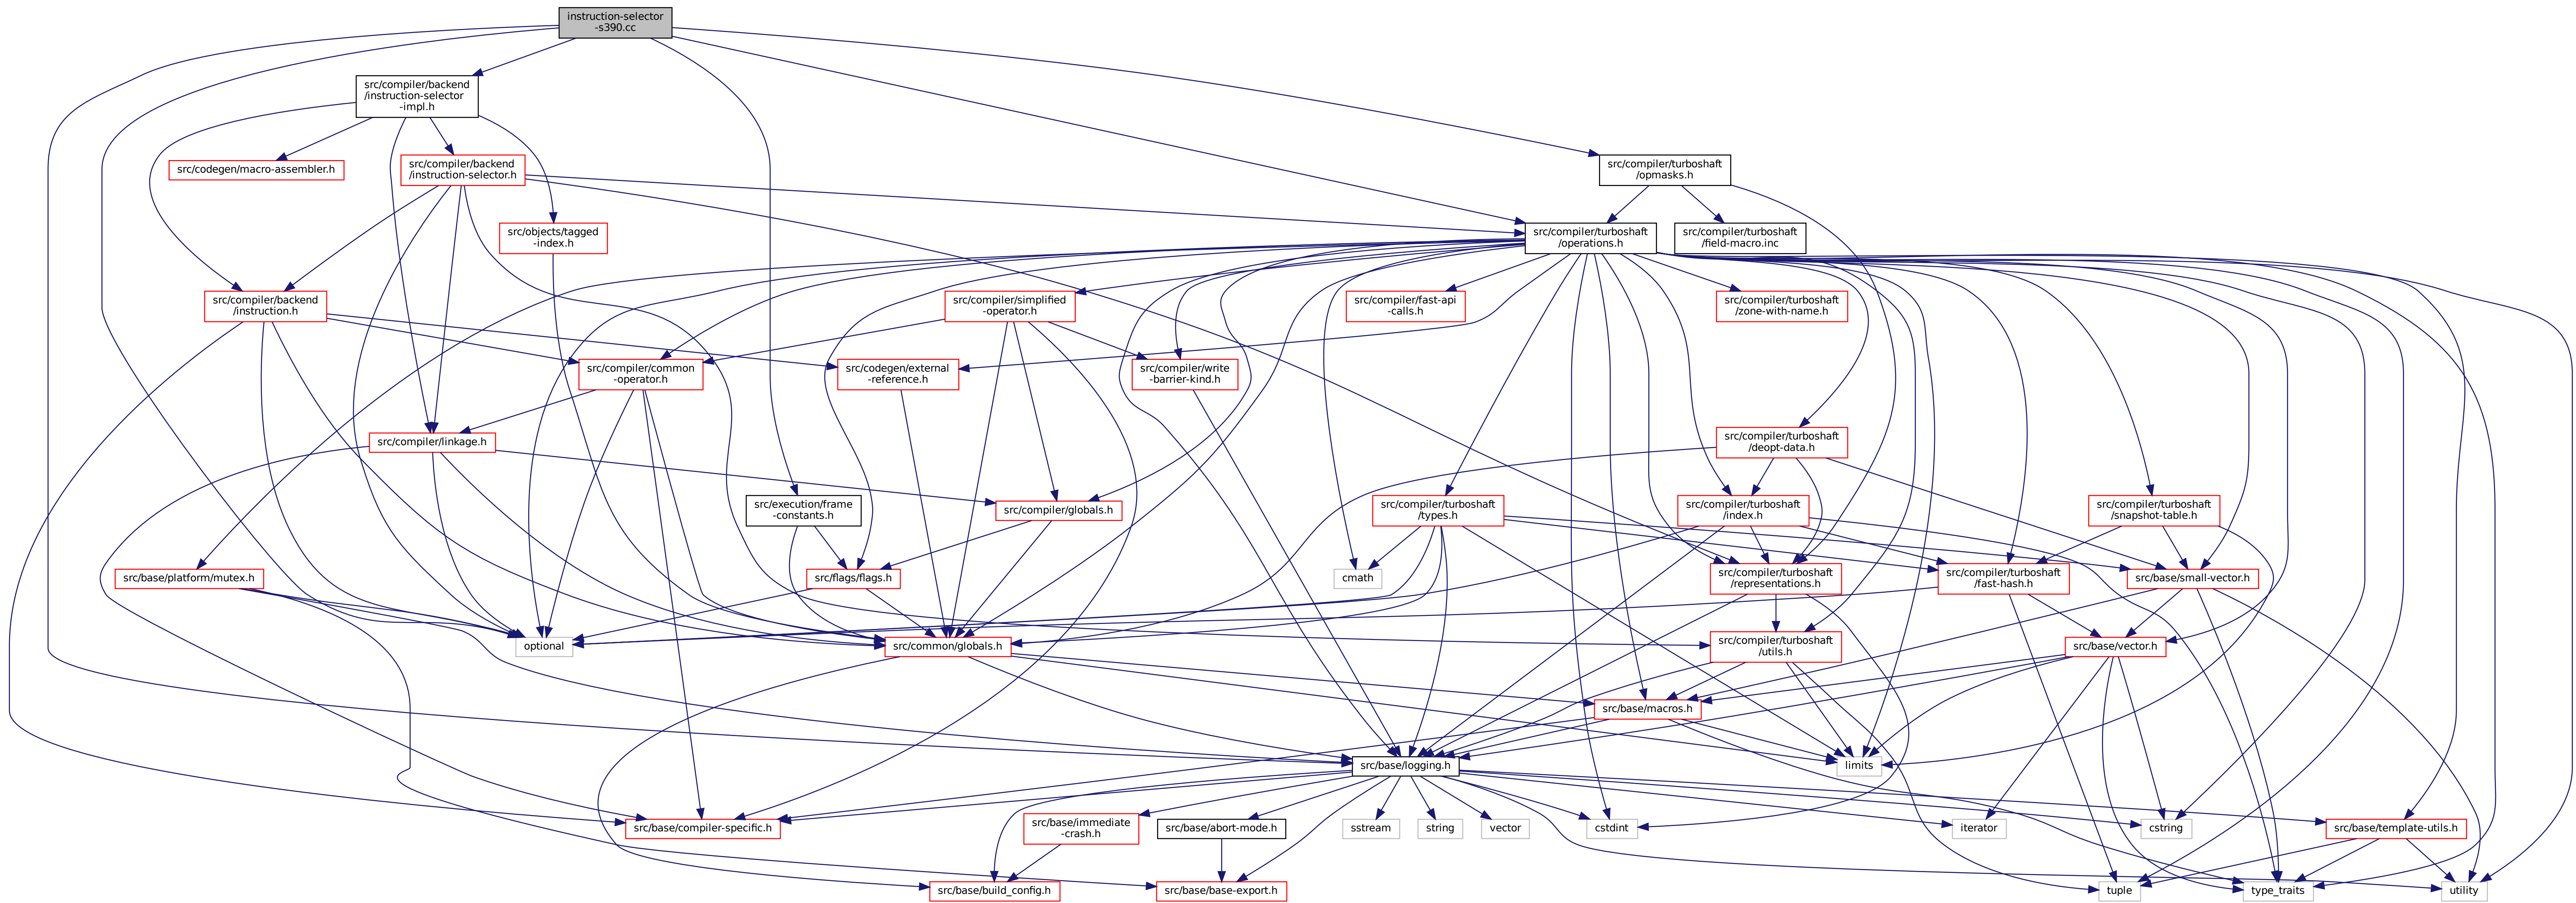 instruction-selector
-s390.cc
src/compiler/backend
/instruction-selector
-impl.h
src/codegen/macro-assembler.h
src/compiler/backend
/instruction-selector.h
src/compiler/turboshaft
/opmasks.h
src/objects/tagged
-index.h
src/compiler/turboshaft
/operations.h
src/compiler/turboshaft
/field-macro.inc
src/compiler/backend
/instruction.h
src/compiler/simplified
-operator.h
src/compiler/fast-api
-calls.h
src/compiler/turboshaft
/zone-with-name.h
src/compiler/common
-operator.h
src/codegen/external
-reference.h
src/compiler/write
-barrier-kind.h
src/compiler/linkage.h
src/compiler/turboshaft
/deopt-data.h
src/execution/frame
-constants.h
src/compiler/globals.h
src/compiler/turboshaft
/types.h
src/compiler/turboshaft
/index.h
src/compiler/turboshaft
/snapshot-table.h
src/base/platform/mutex.h
src/flags/flags.h
cmath
src/compiler/turboshaft
/representations.h
src/compiler/turboshaft
/fast-hash.h
src/base/small-vector.h
optional
src/common/globals.h
src/compiler/turboshaft
/utils.h
src/base/vector.h
src/base/macros.h
src/base/logging.h
limits
src/base/compiler-specific.h
src/base/immediate
-crash.h
src/base/abort-mode.h
sstream
string
vector
cstdint
iterator
cstring
src/base/template-utils.h
src/base/build_config.h
src/base/base-export.h
tuple
type_traits
utility